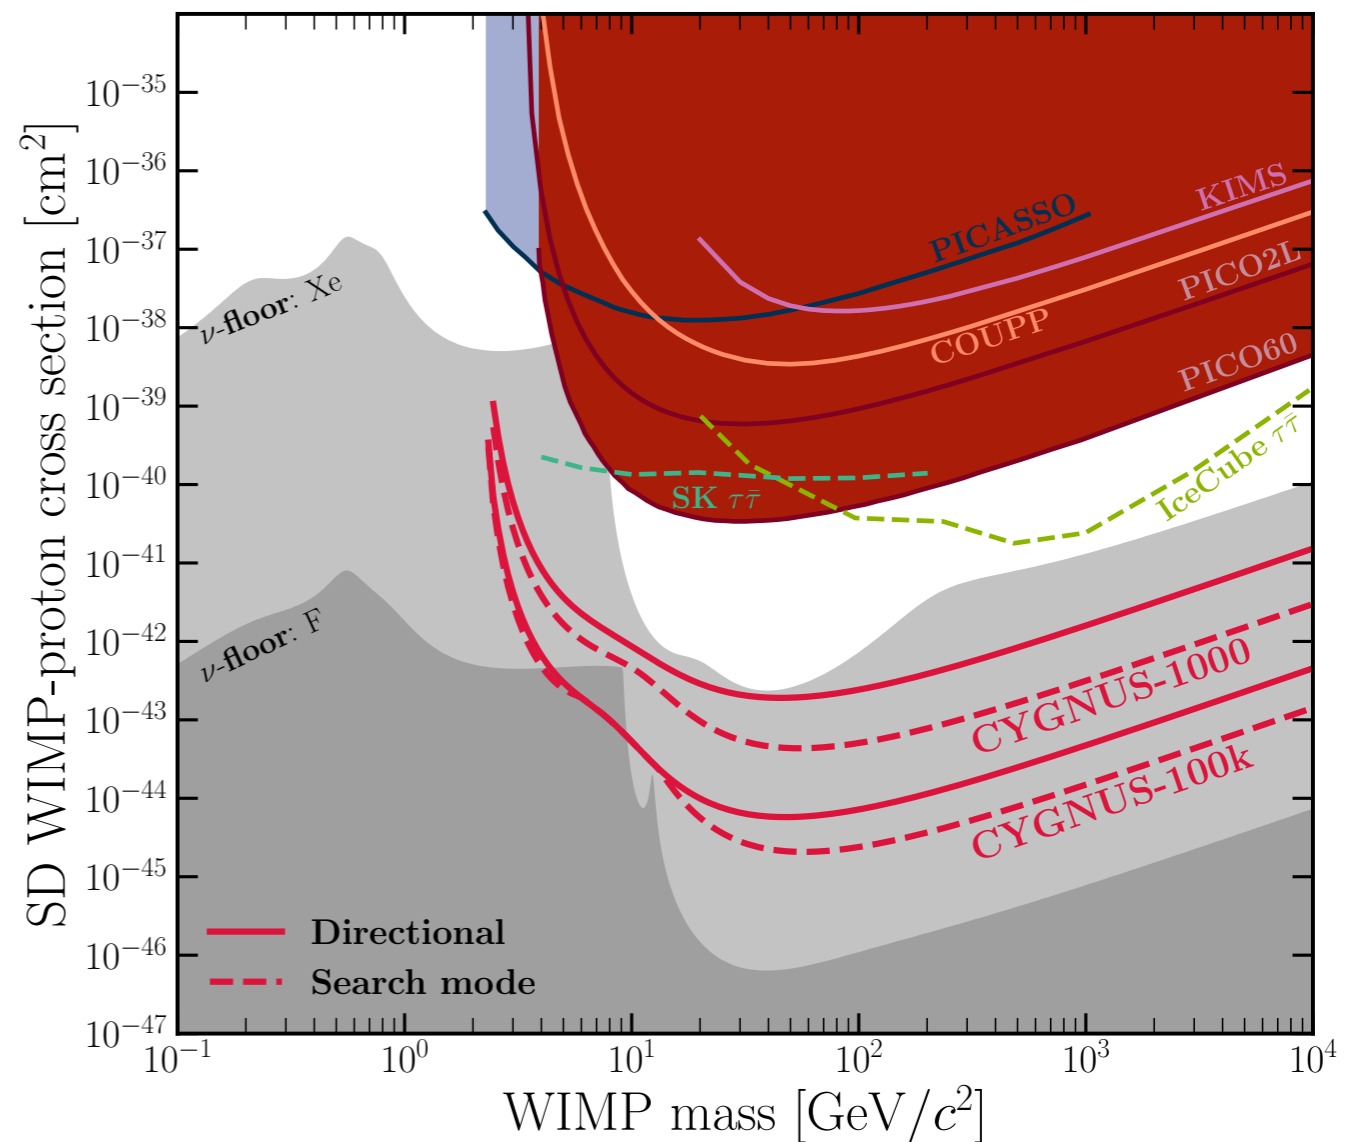 SD WIMP-proton cross section [cm²]
10⁻³⁵
10⁻³⁶
10⁻³⁷
10⁻³⁸
10⁻³⁹
10⁻⁴⁰
10⁻⁴¹
10⁻⁴²
10⁻⁴³
10⁻⁴⁴
10⁻⁴⁵
10⁻⁴⁶
10⁻⁴⁷
KIMS
PICASSO
PICO2L
COUPP
PICO60
ν-floor: Xe
SK ττ̄
IceCube ττ̄
ν-floor: F
CYGNUS-1000
CYGNUS-100k
Directional
Search mode
10⁻¹
10⁰
10¹
10²
10³
10⁴
WIMP mass [GeV/c²]